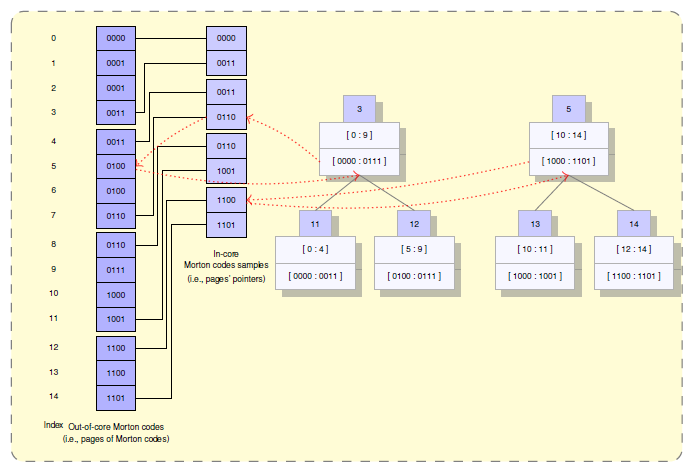 0 0000 0000
1 0001 0011
2 0001 0011
3 0011 0110
4 0011 0110
5 0100 1001
6 0100 1100
7 0110 1101
8 0110
9 0111
10 1000
11 1001
12 1100
13 1100
14 1101
Index Out-of-core Morton codes
(i.e., pages of Morton codes)
In-core
Morton codes samples
(i.e., pages' pointers)
3
[ 0 : 9 ]
[ 0000 : 0111 ]
5
[ 10 : 14 ]
[ 1000 : 1101 ]
11
[ 0 : 4 ]
[ 0000 : 0011 ]
12
[ 5 : 9 ]
[ 0100 : 0111 ]
13
[ 10 : 11 ]
[ 1000 : 1001 ]
14
[ 12 : 14 ]
[ 1100 : 1101 ]